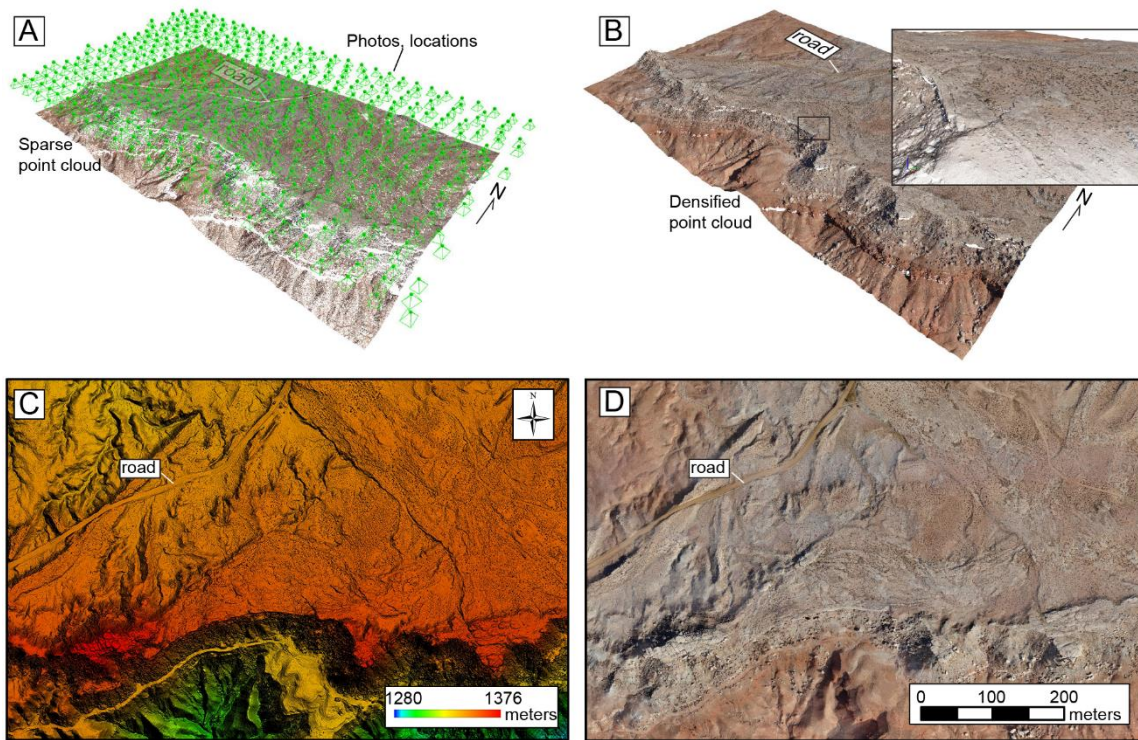 A
Photos, locations
road
Sparse
point cloud
N
B
road
Densified
point cloud
N
C
N
road
1280 1376
meters
D
road
0 100 200
meters